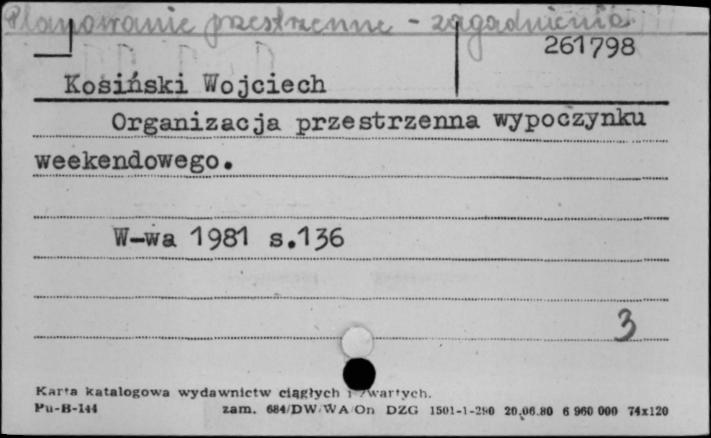 Planowanie przestrzenne - zagadnienia
261798
Kosiński Wojciech
Organizacja przestrzenna wypoczynku
weekendowego.
W-wa 1981 s.136
3
Karta katalogowa wydawnictw ciągłych i zwartych.
Pu-B-144 zam. 684/DW/WA/On DZG 1501-1-280 20.06.80 6 960 000 74x120